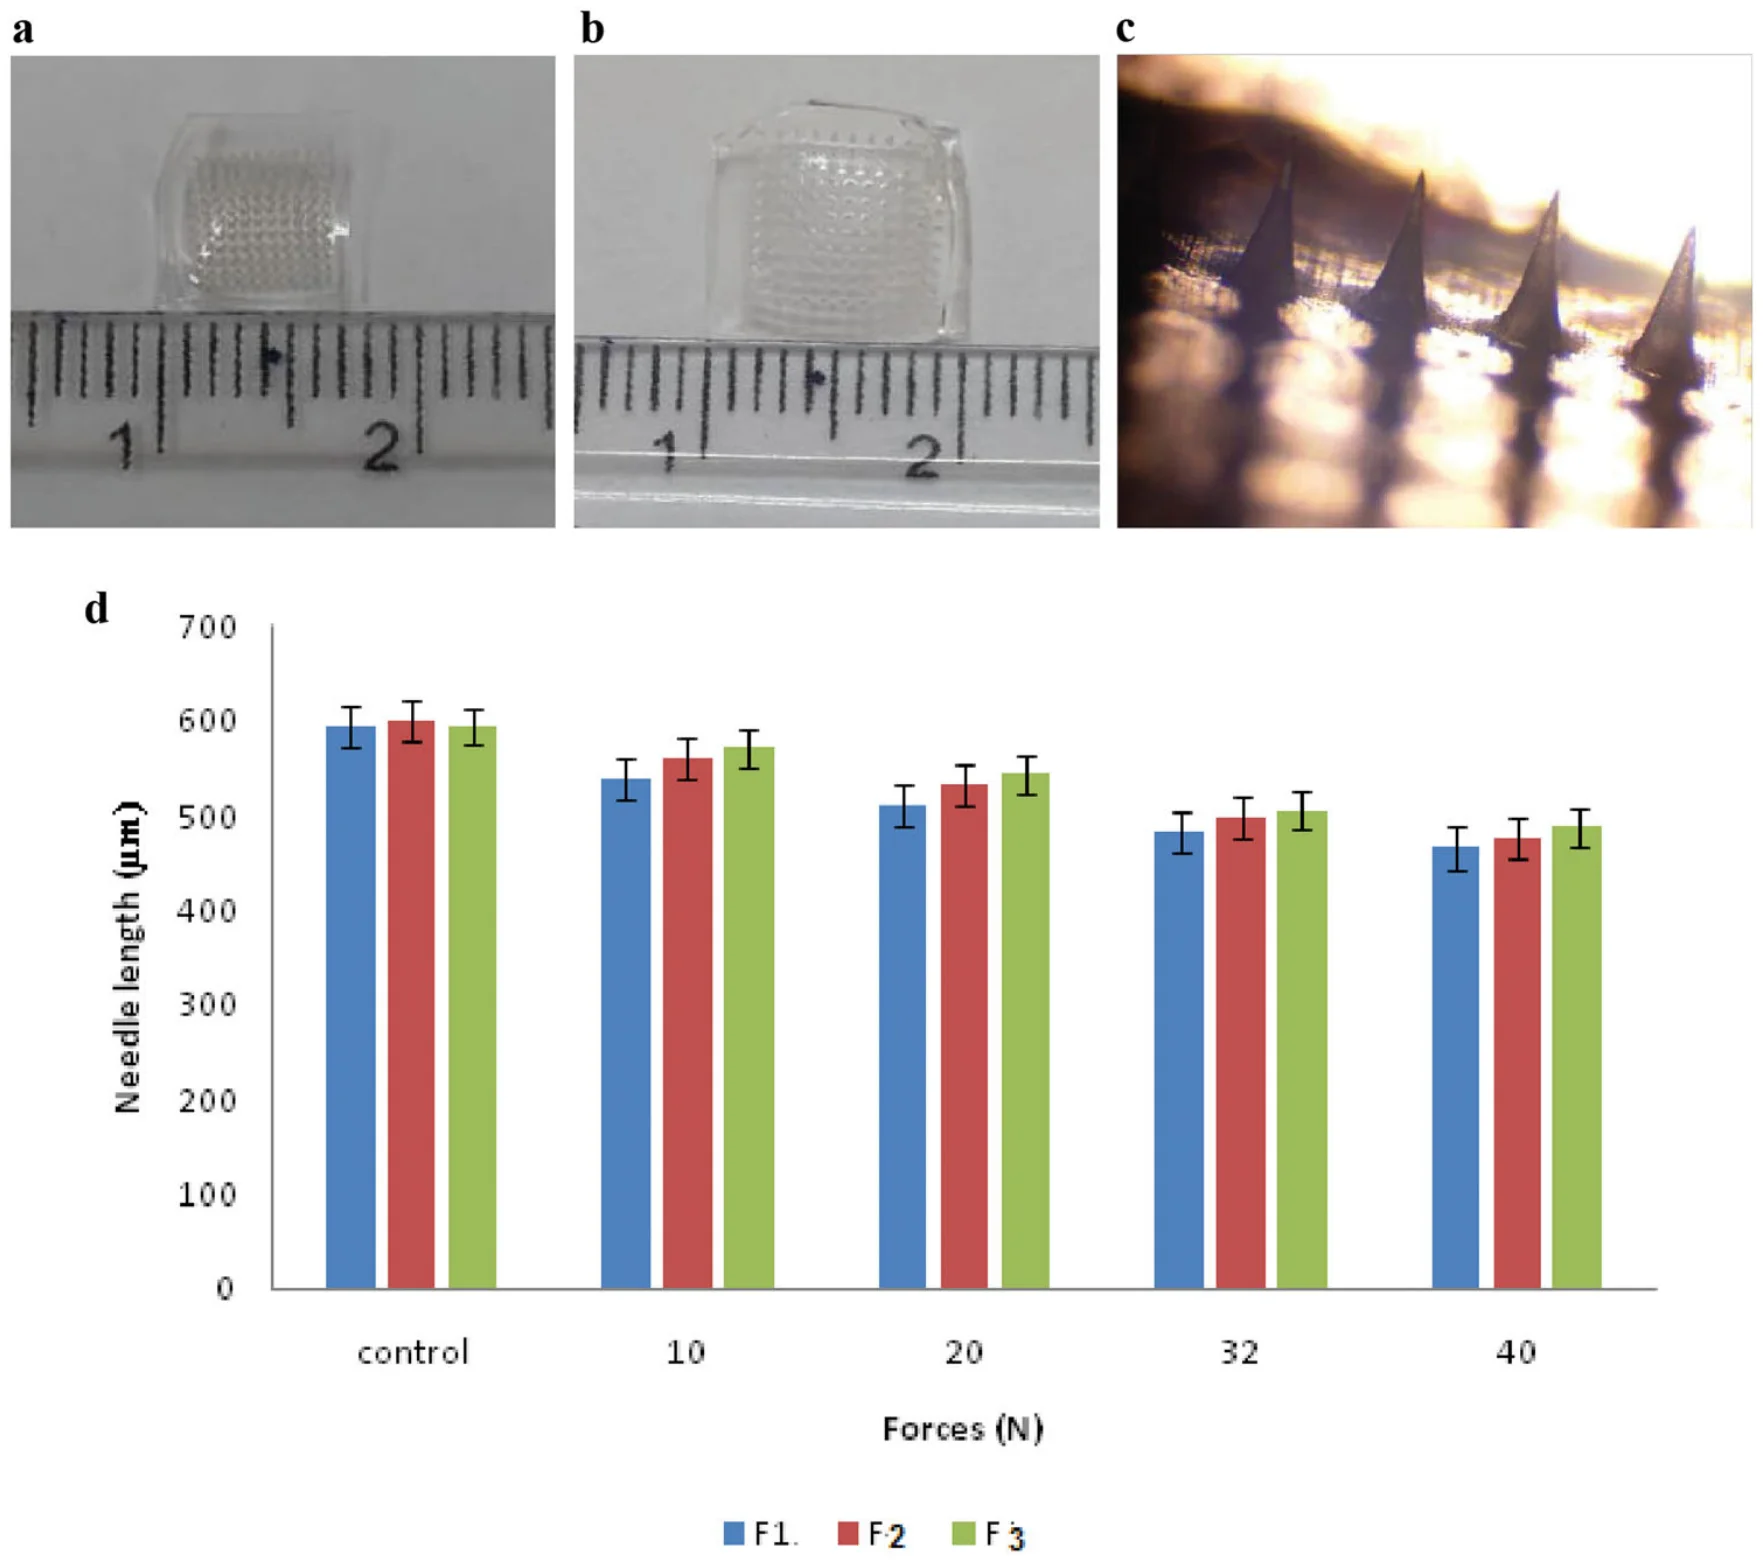 a
b
c
1 2
1 2
d
700
600
500
400
300
200
100
0
Needle length (μm)
control 10 20 32 40
Forces (N)
F1. F2 F3